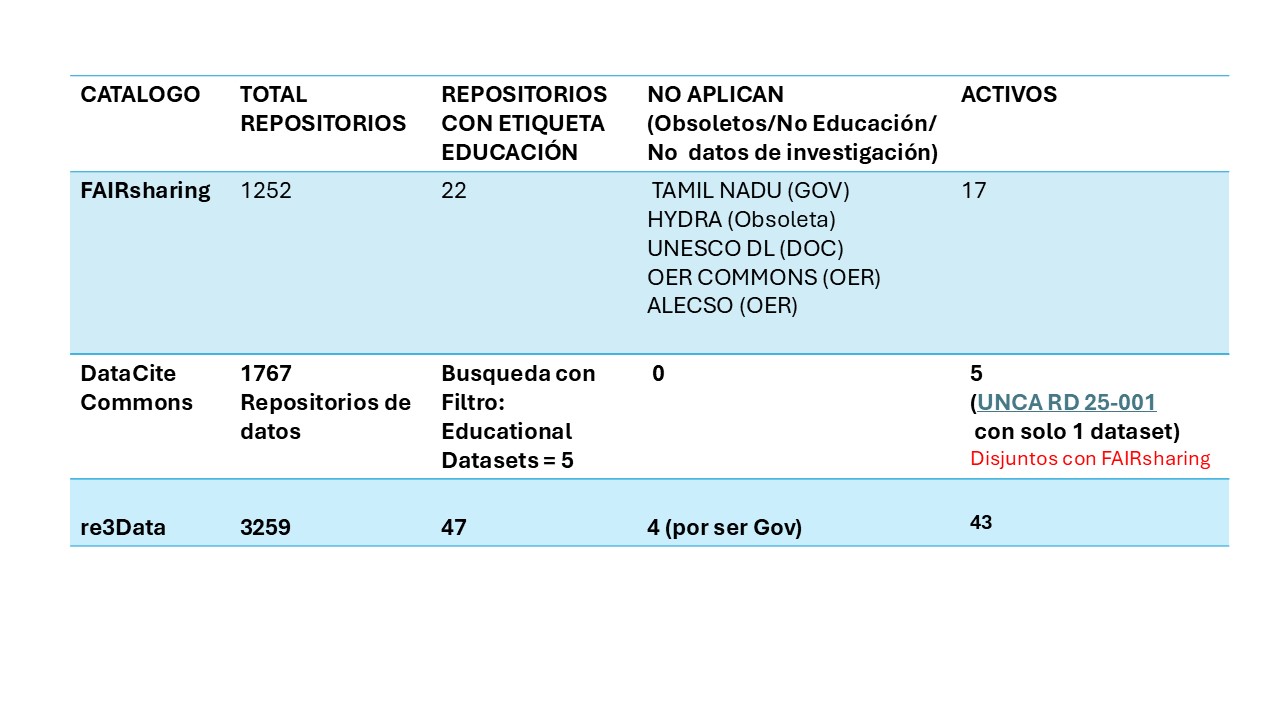 CATALOGO
TOTAL
REPOSITORIOS
REPOSITORIOS
CON ETIQUETA
EDUCACIÓN
NO APLICAN
(Obsoletos/No Educación/
No  datos de investigación)
ACTIVOS
FAIRsharing
1252
22
TAMIL NADU (GOV)
HYDRA (Obsoleta)
UNESCO DL (DOC)
OER COMMONS (OER)
ALECSO (OER)
17
DataCite
Commons
1767
Repositorios de
datos
Busqueda con
Filtro:
Educational
Datasets = 5
0
5
(UNCA RD 25-001
con solo 1 dataset)
Disjuntos con FAIRsharing
re3Data
3259
47
4 (por ser Gov)
43